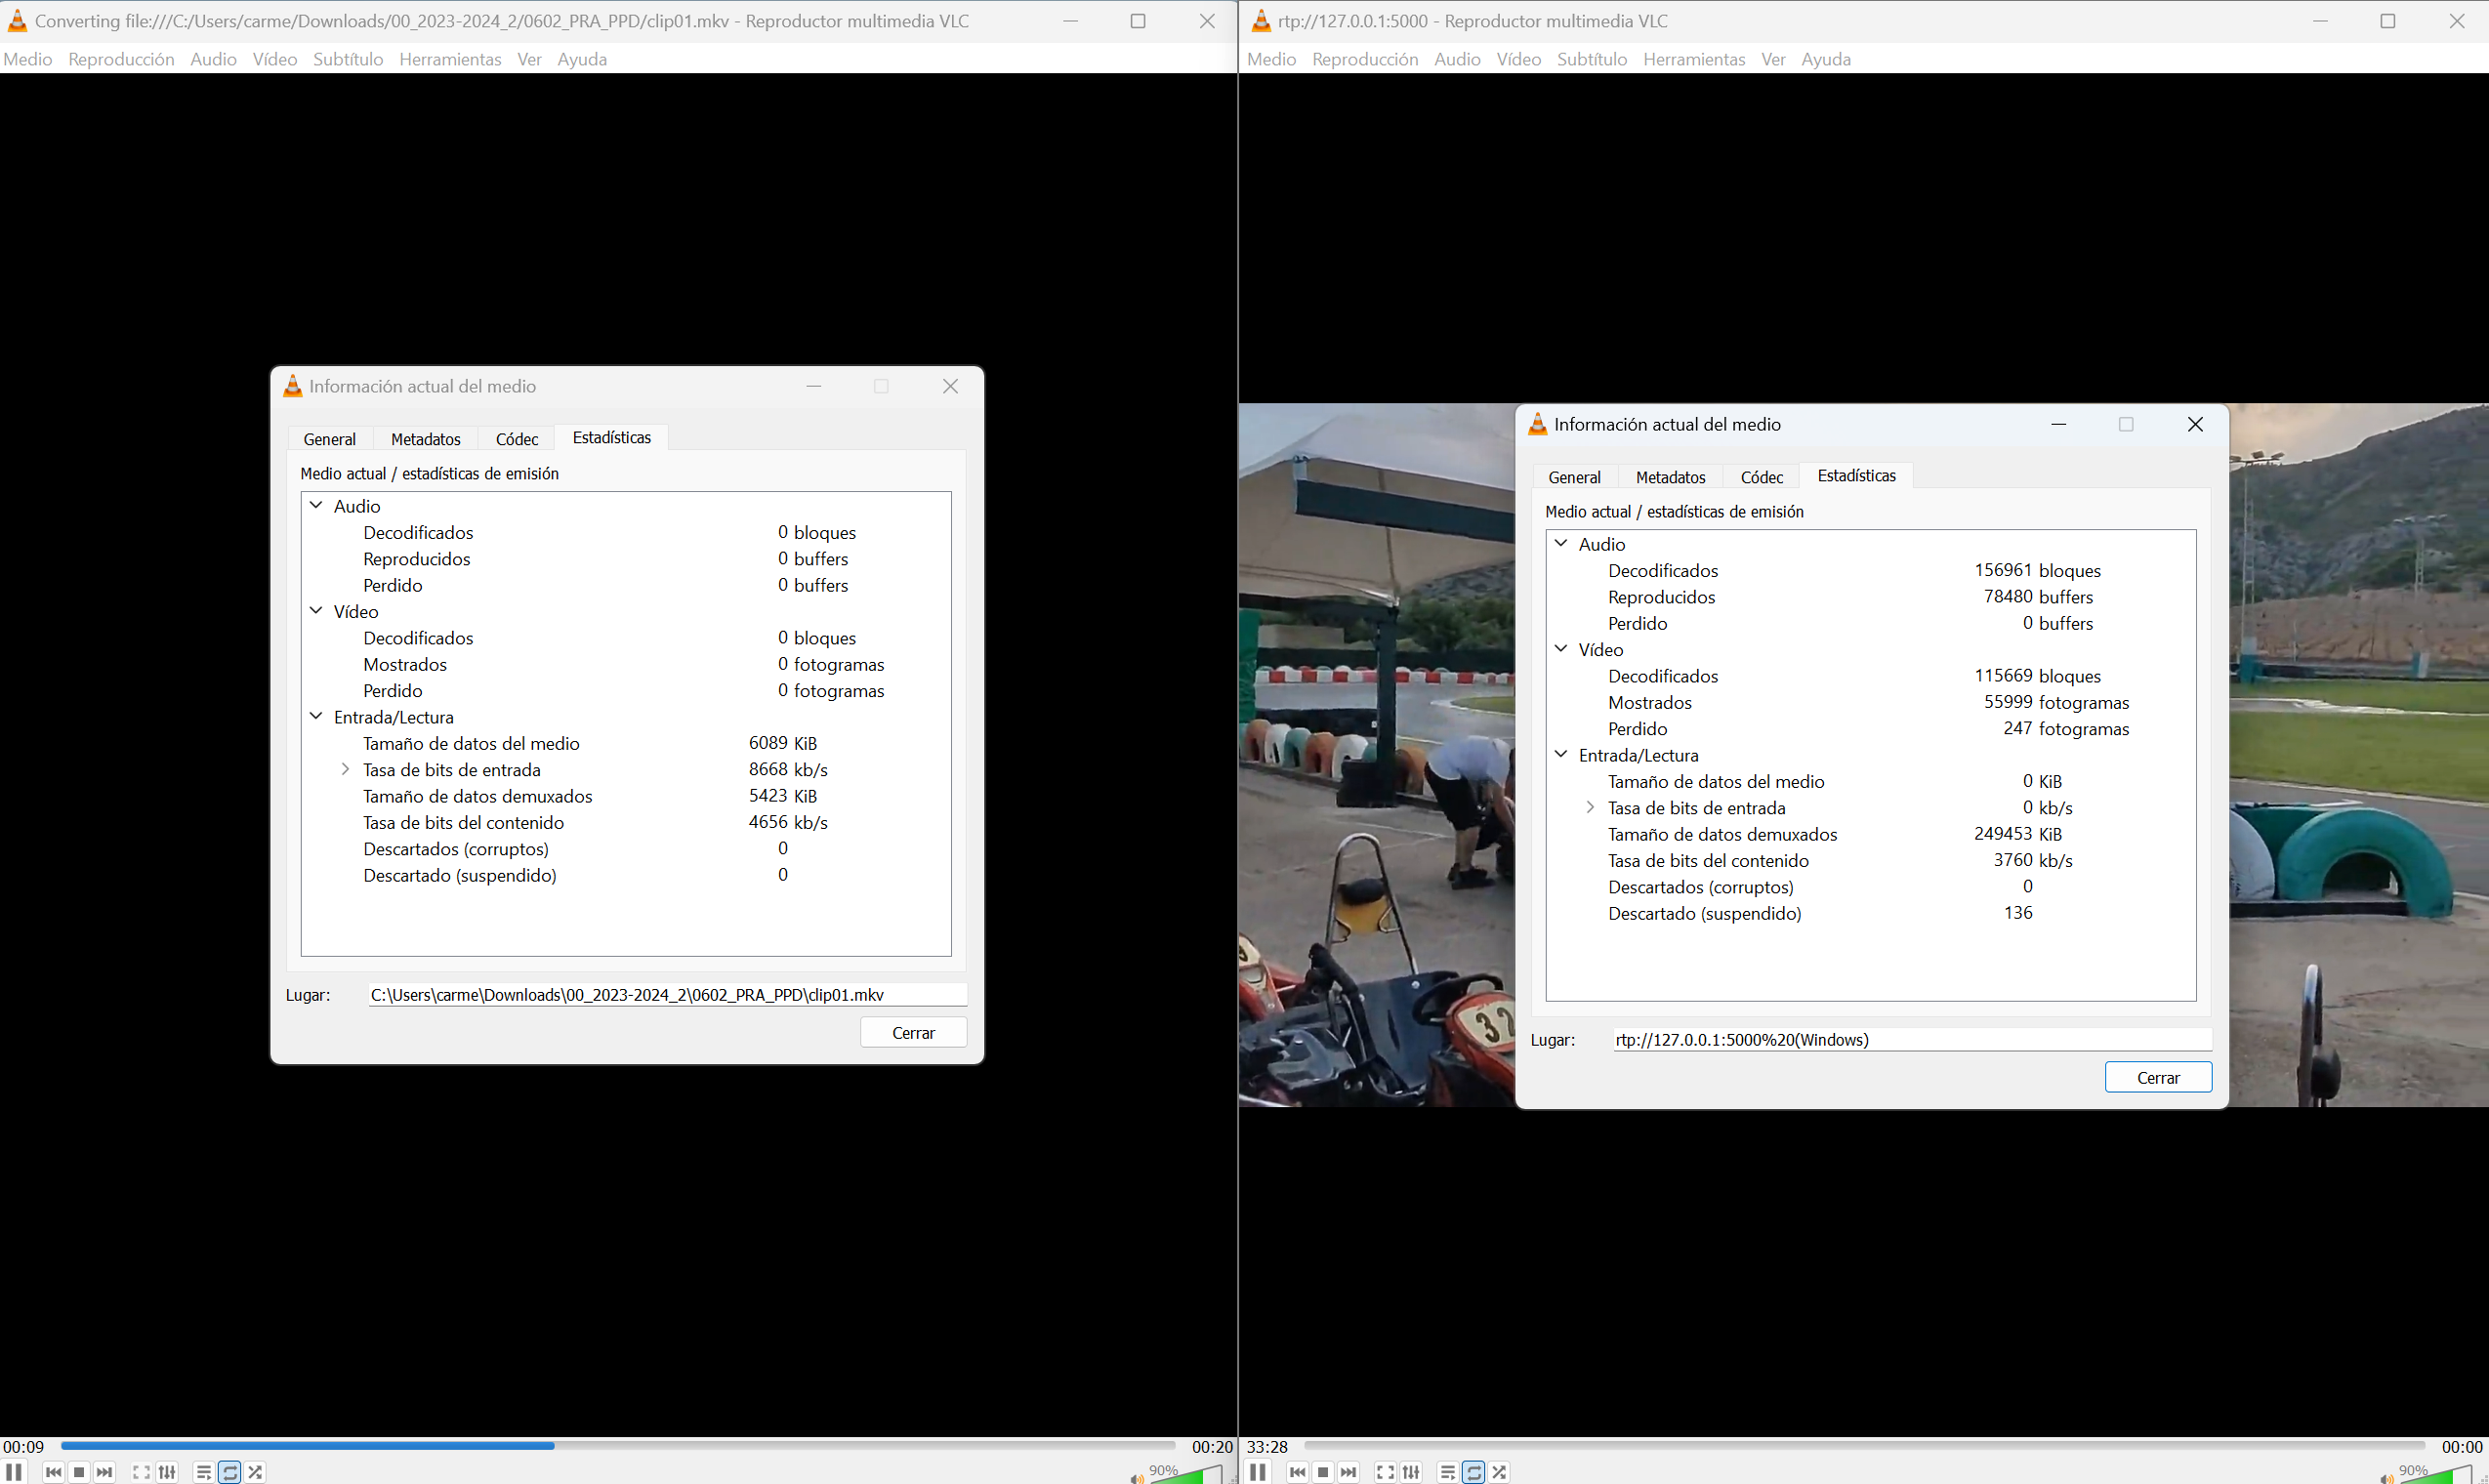 Converting file:///C:/Users/carme/Downloads/00_2023-2024_2/0602_PRA_PPD/clip01.mkv - Reproductor multimedia VLC
Medio Reproducción Audio Vídeo Subtítulo Herramientas Ver Ayuda
Información actual del medio
General Metadatos Códec Estadísticas
Medio actual / estadísticas de emisión
Audio
Decodificados 0 bloques
Reproducidos 0 buffers
Perdido 0 buffers
Vídeo
Decodificados 0 bloques
Mostrados 0 fotogramas
Perdido 0 fotogramas
Entrada/Lectura
Tamaño de datos del medio 6089 KiB
Tasa de bits de entrada 8668 kb/s
Tamaño de datos demuxados 5423 KiB
Tasa de bits del contenido 4656 kb/s
Descartados (corruptos) 0
Descartado (suspendido) 0
Lugar: C:\Users\carme\Downloads\00_2023-2024_2\0602_PRA_PPD\clip01.mkv
Cerrar
00:09 00:20
90%
rtp://127.0.0.1:5000 - Reproductor multimedia VLC
Medio Reproducción Audio Vídeo Subtítulo Herramientas Ver Ayuda
Información actual del medio
General Metadatos Códec Estadísticas
Medio actual / estadísticas de emisión
Audio
Decodificados 156961 bloques
Reproducidos 78480 buffers
Perdido 0 buffers
Vídeo
Decodificados 115669 bloques
Mostrados 55999 fotogramas
Perdido 247 fotogramas
Entrada/Lectura
Tamaño de datos del medio 0 KiB
Tasa de bits de entrada 0 kb/s
Tamaño de datos demuxados 249453 KiB
Tasa de bits del contenido 3760 kb/s
Descartados (corruptos) 0
Descartado (suspendido) 136
Lugar: rtp://127.0.0.1:5000%20(Windows)
Cerrar
32
33:28 00:00
90%